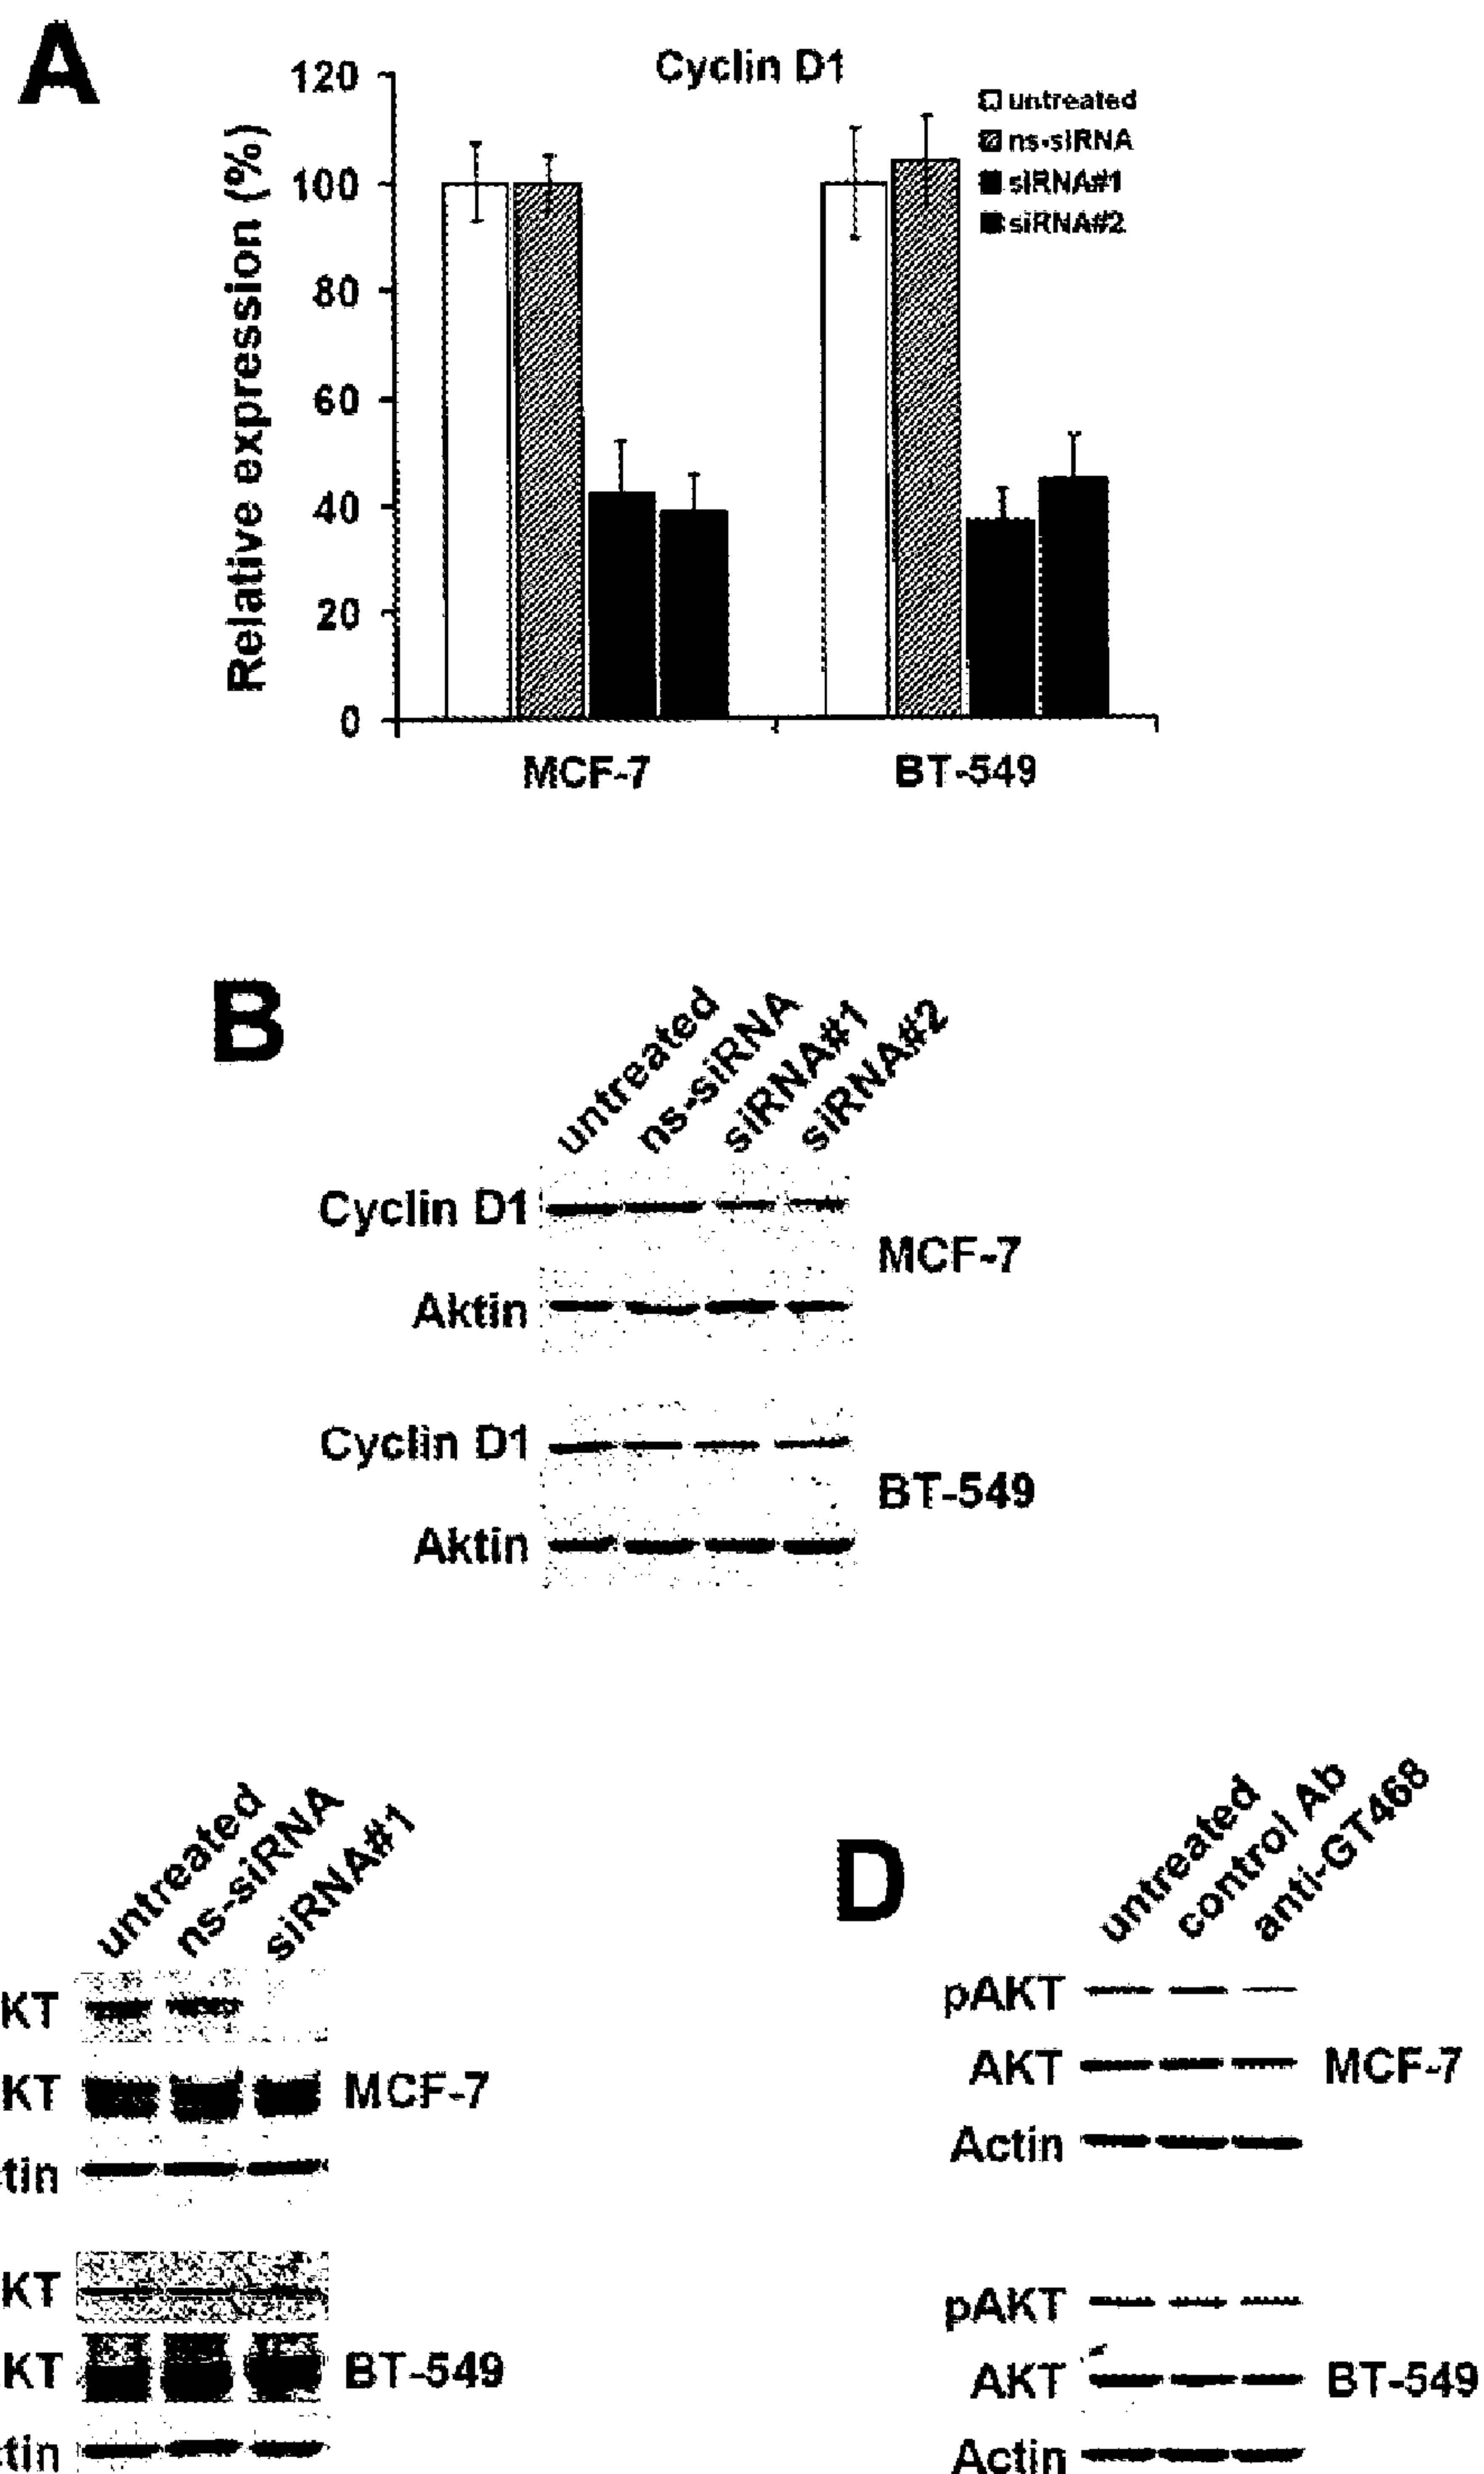 A
Cyclin D1
Relative expression (%)
120
100
80
60
40
20
0
untreated
ns-siRNA
siRNA#1
siRNA#2
MCF-7
BT-549
B
untreated
ns-siRNA
siRNA#1
siRNA#2
Cyclin D1
MCF-7
Aktin
Cyclin D1
BT-549
Aktin
untreated
ns-siRNA
siRNA#1
KT
KT
MCF-7
tin
KT
KT
BT-549
tin
D
untreated
control Ab
anti-GT468
pAKT
AKT
MCF-7
Actin
pAKT
AKT
BT-549
Actin